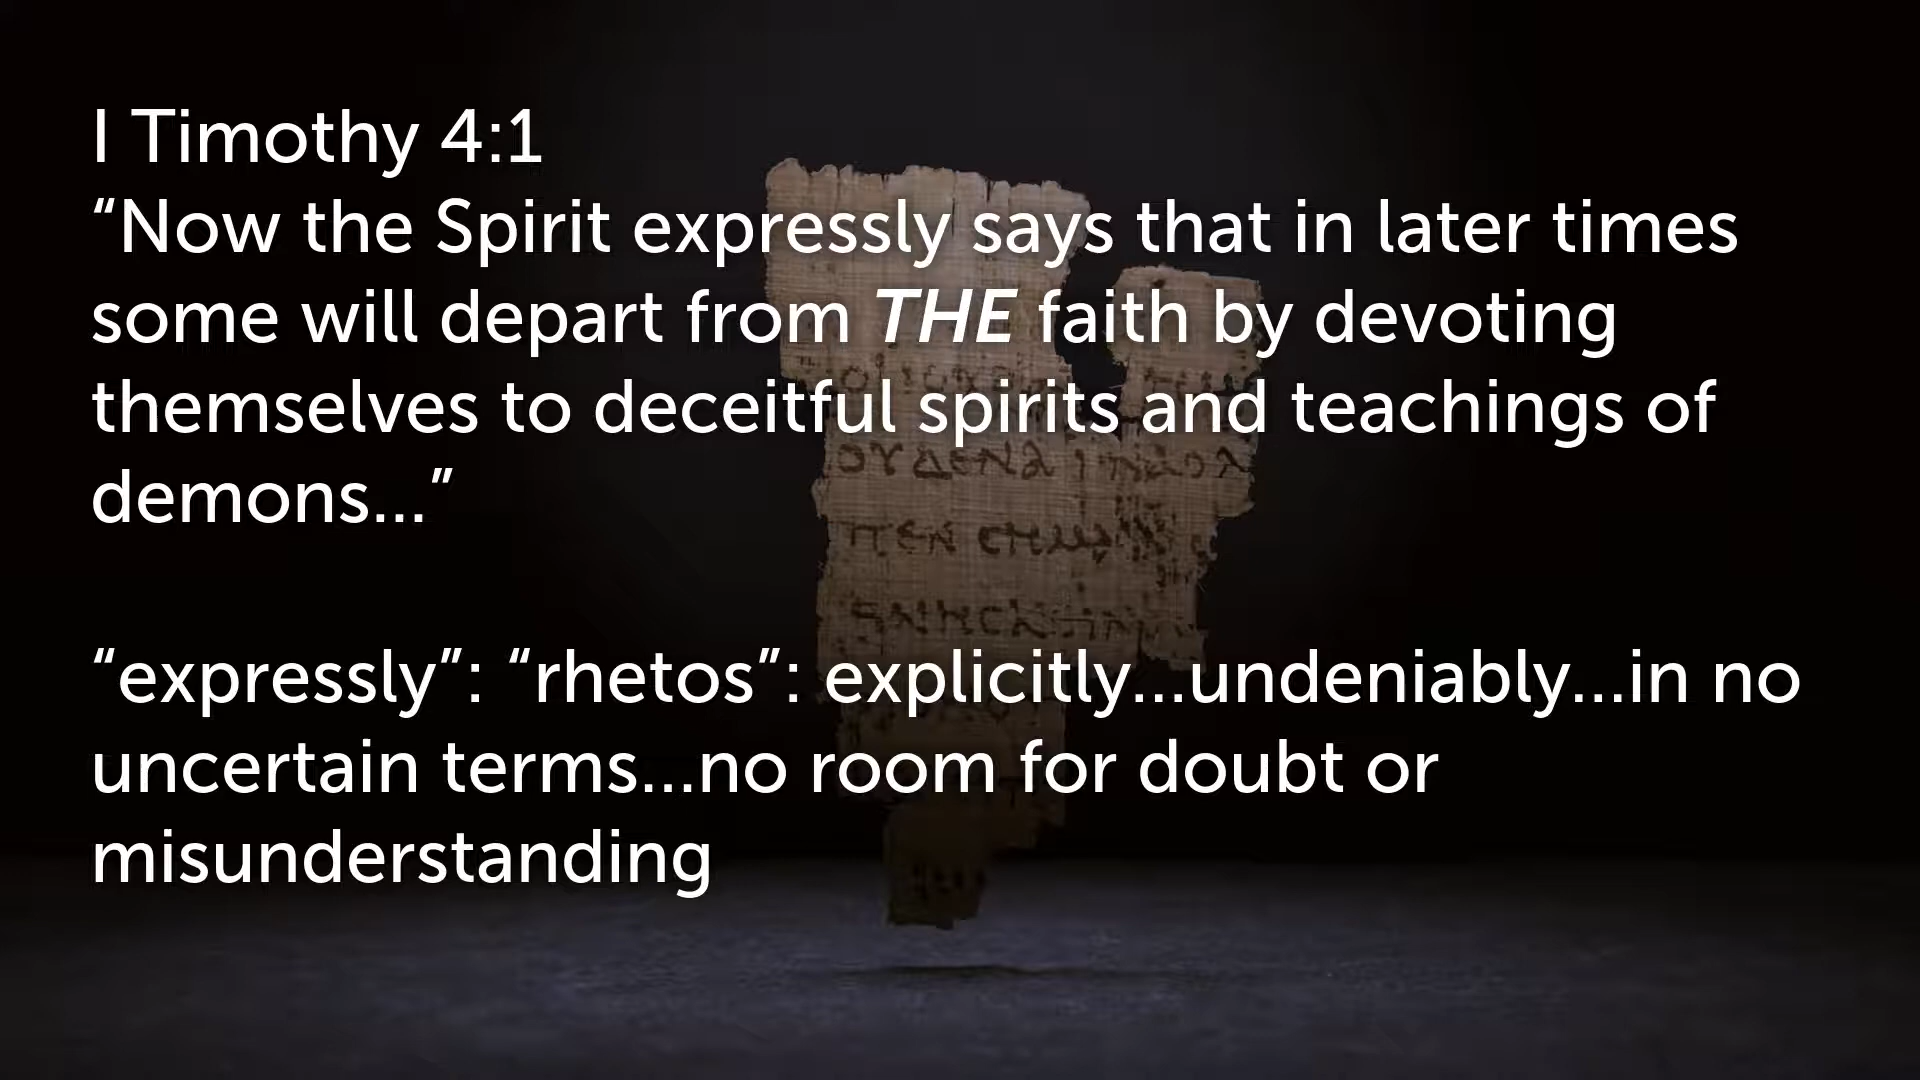 I Timothy 4:1
“Now the Spirit expressly says that in later times
some will depart from THE faith by devoting
themselves to deceitful spirits and teachings of
demons…”
“expressly”: “rhetos”: explicitly…undeniably…in no
uncertain terms…no room for doubt or
misunderstanding
ΟΥΔΕΝΑ